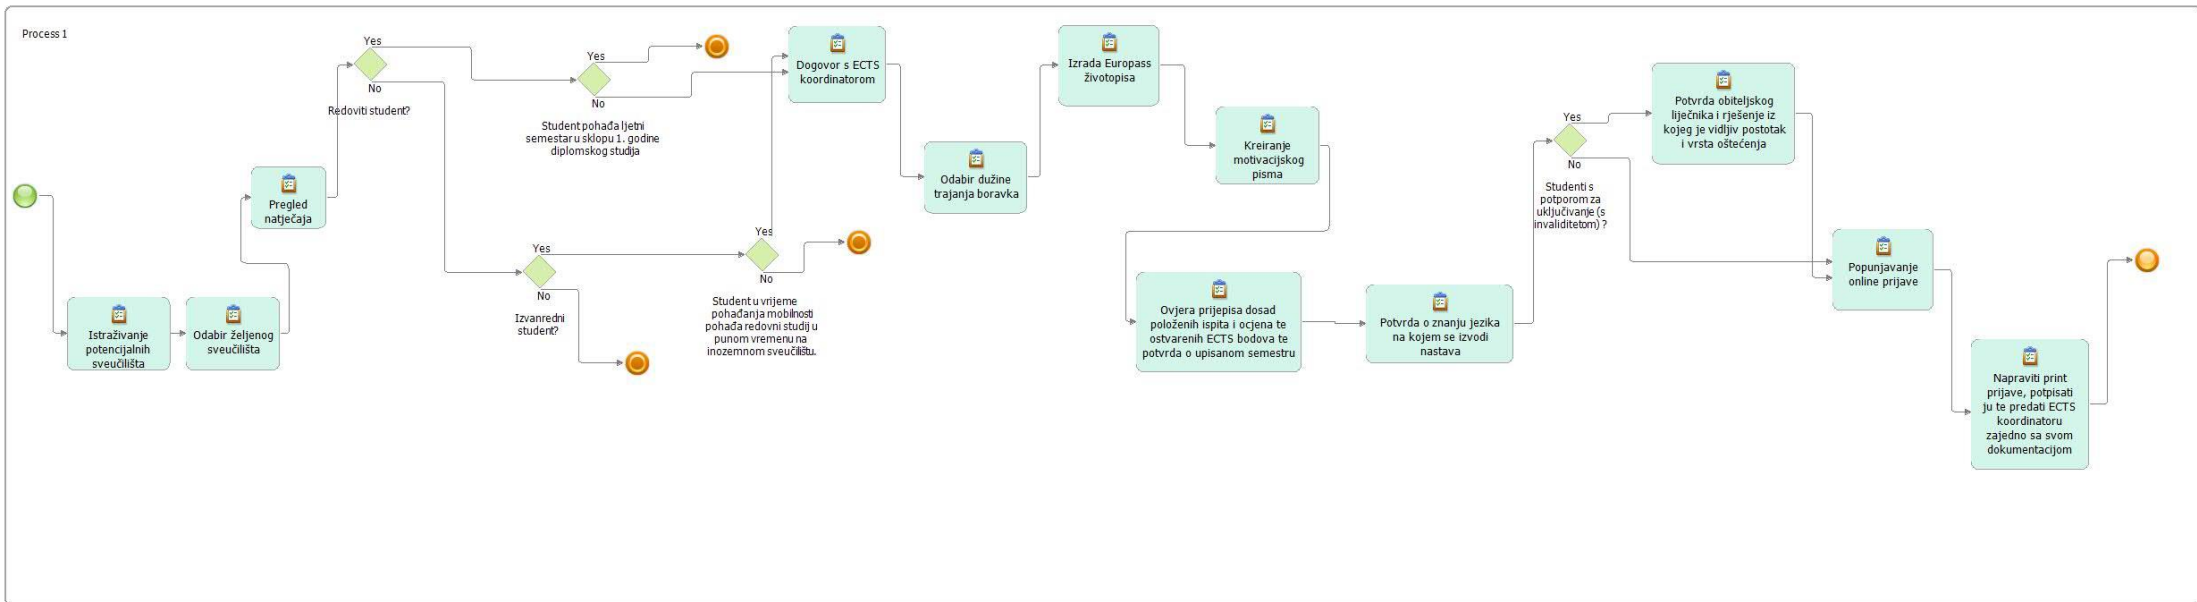 Process 1
Istraživanje
potencijalnih
sveučilišta
Odabir željenog
sveučilišta
Pregled
natječaja
Yes
No
Redoviti student?
Yes
No
Student pohađa ljetni
semestar u sklopu 1. godine
diplomskog studija
Yes
No
Izvanredni
student?
Yes
No
Student u vrijeme
pohađanja mobilnosti
pohađa redovni studij u
punom vremenu na
inozemnom sveučilištu.
Dogovor s ECTS
koordinatorom
Odabir dužine
trajanja boravka
Izrada Europass
životopisa
Kreiranje
motivacijskog
pisma
Ovjera prijepisa dosad
položenih ispita i ocjena te
ostvarenih ECTS bodova te
potvrda o upisanom semestru
Potvrda o znanju jezika
na kojem se izvodi
nastava
Yes
No
Studenti s
potporom za
uključivanje (s
invaliditetom) ?
Potvrda obiteljskog
liječnika i rješenje iz
kojeg je vidljiv postotak
i vrsta oštećenja
Popunjavanje
online prijave
Napraviti print
prijave, potpisati
ju te predati ECTS
koordinatoru
zajedno sa svom
dokumentacijom